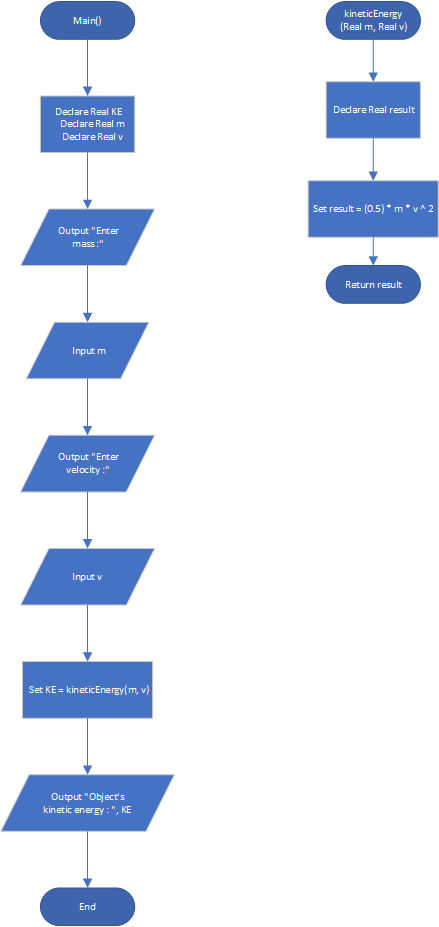 Main()
Declare Real KE
Declare Real m
Declare Real v
Output "Enter
mass :"
Input m
Output "Enter
velocity :"
Input v
Set KE = kineticEnergy(m, v)
Output "Object's
kinetic energy : ", KE
End
kineticEnergy
(Real m, Real v)
Declare Real result
Set result = (0.5) * m * v ^ 2
Return result